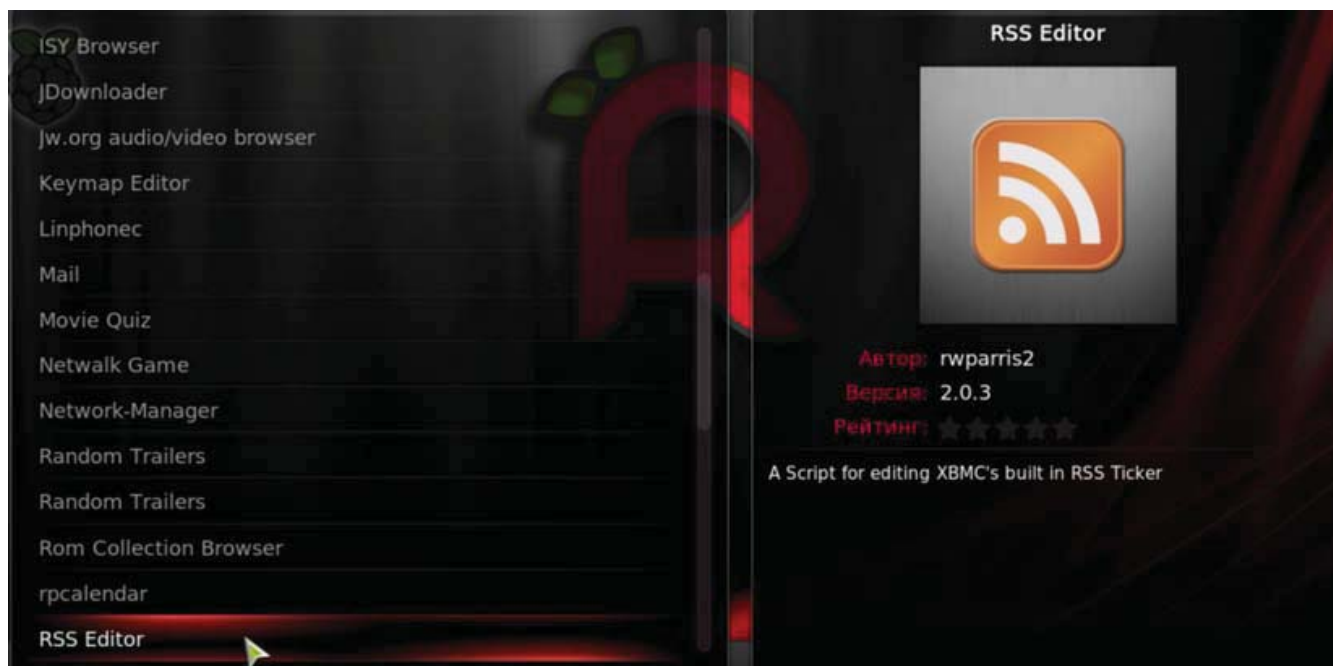 ISY Browser
JDownloader
Jw.org audio/video browser
Keymap Editor
Linphonec
Mail
Movie Quiz
Netwalk Game
Network-Manager
Random Trailers
Random Trailers
Rom Collection Browser
rpcalendar
RSS Editor
RSS Editor
Автор: rwparris2
Версия: 2.0.3
Рейтинг:
A Script for editing XBMC's built in RSS Ticker